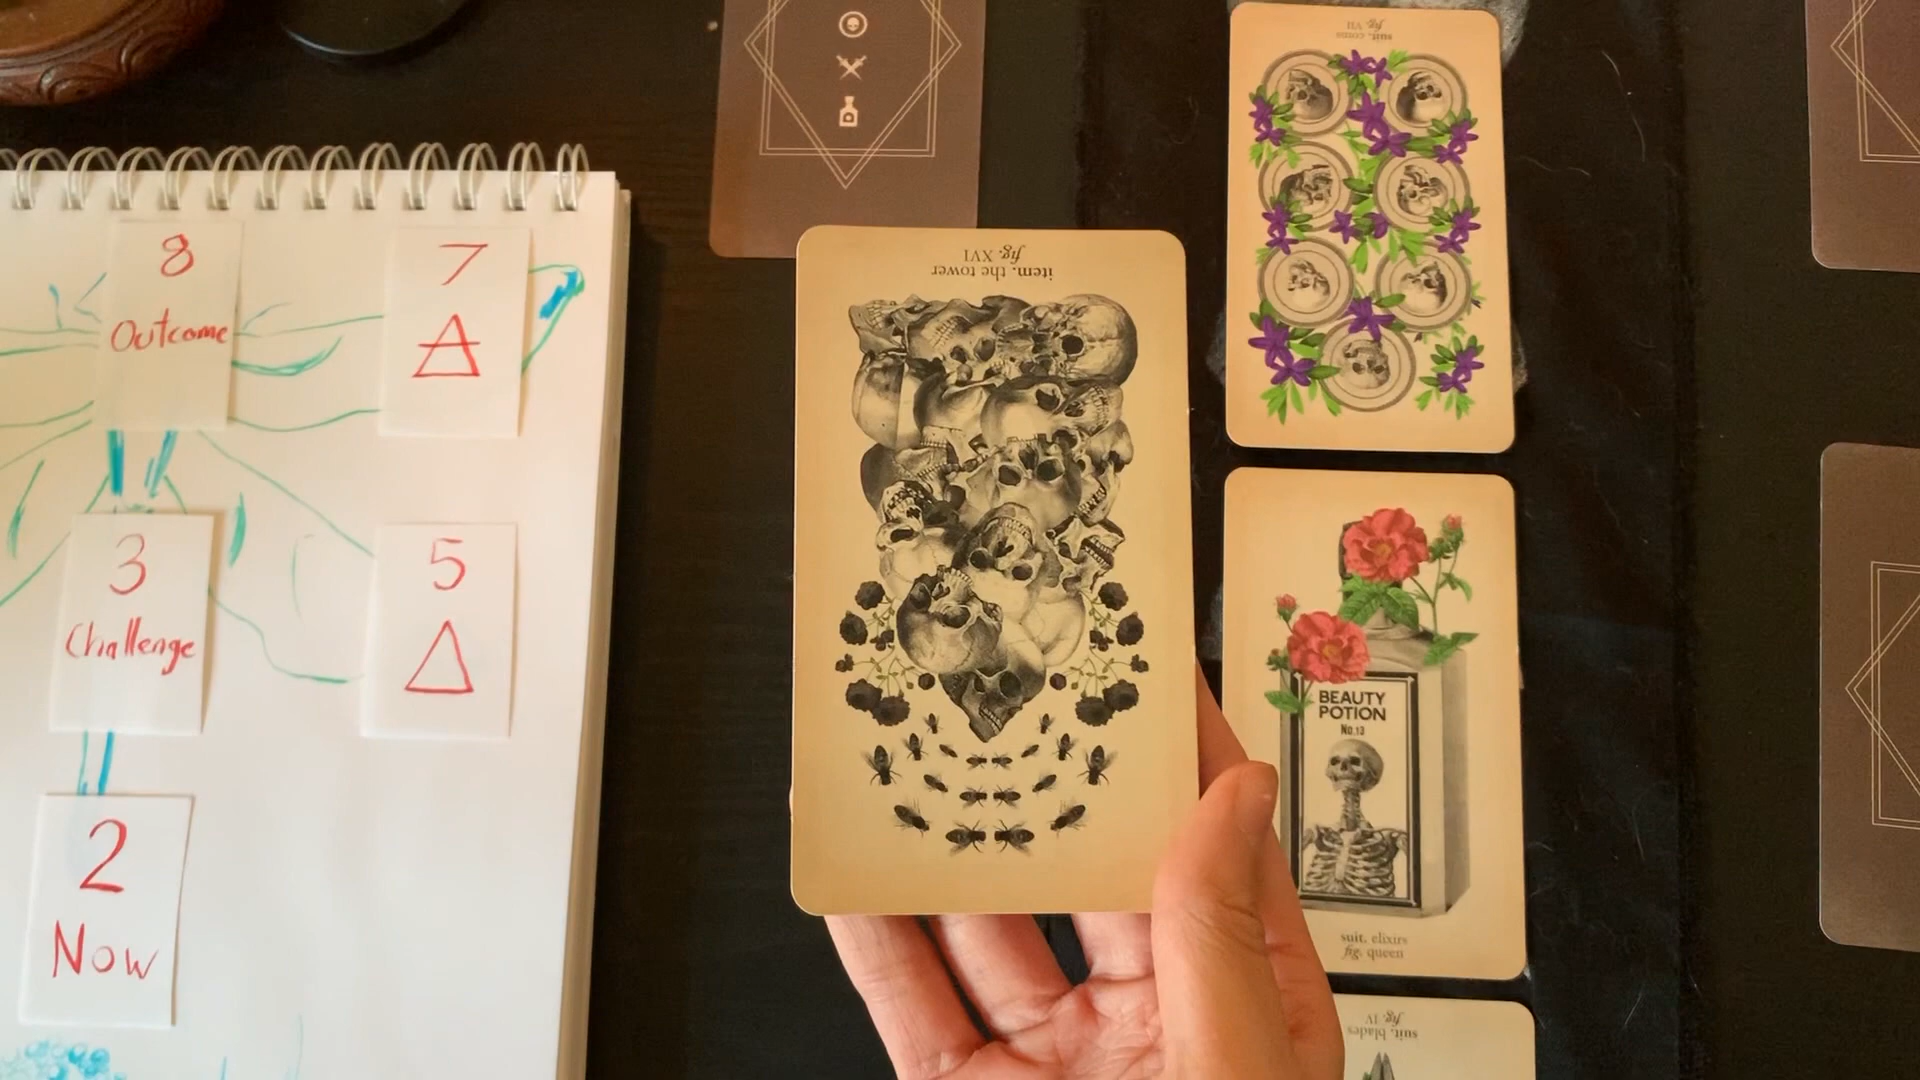 8
Outcome
7
3
Challenge
5
2
Now
item. the tower
fig. XVI
suit. coins
fig. VII
BEAUTY
POTION
No.13
suit. elixirs
fig. queen
suit. blades
fig. IV